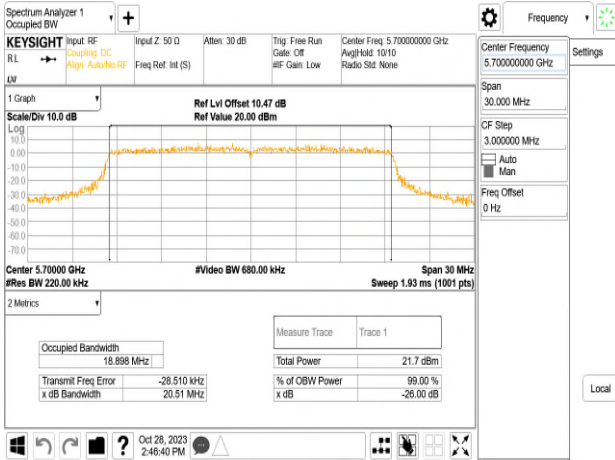 Spectrum Analyzer 1
Occupied BW
+
Frequency
KEYSIGHT
RL
Input: RF
Coupling: DC
Align: Auto/No RF
Input Z: 50 Ω
Freq Ref: Int (S)
Atten: 30 dB
Trig: Free Run
Gate: Off
#IF Gain: Low
Center Freq: 5.700000000 GHz
Avg|Hold: 10/10
Radio Std: None
Center Frequency
5.700000000 GHz
Settings
Span
30.000 MHz
CF Step
3.000000 MHz
Auto
Man
Freq Offset
0 Hz
Local
1 Graph
Scale/Div 10.0 dB
Ref Lvl Offset 10.47 dB
Ref Value 20.00 dBm
Log
10.0
0.00
-10.0
-20.0
-30.0
-40.0
-50.0
-60.0
-70.0
Center 5.70000 GHz
#Video BW 680.00 kHz
Span 30 MHz
#Res BW 220.00 kHz
Sweep 1.93 ms (1001 pts)
2 Metrics
Measure Trace
Trace 1
Occupied Bandwidth
18.898 MHz
Total Power
21.7 dBm
Transmit Freq Error
-28.510 kHz
% of OBW Power
99.00 %
x dB Bandwidth
20.51 MHz
x dB
-26.00 dB
?
Oct 28, 2023
2:46:40 PM